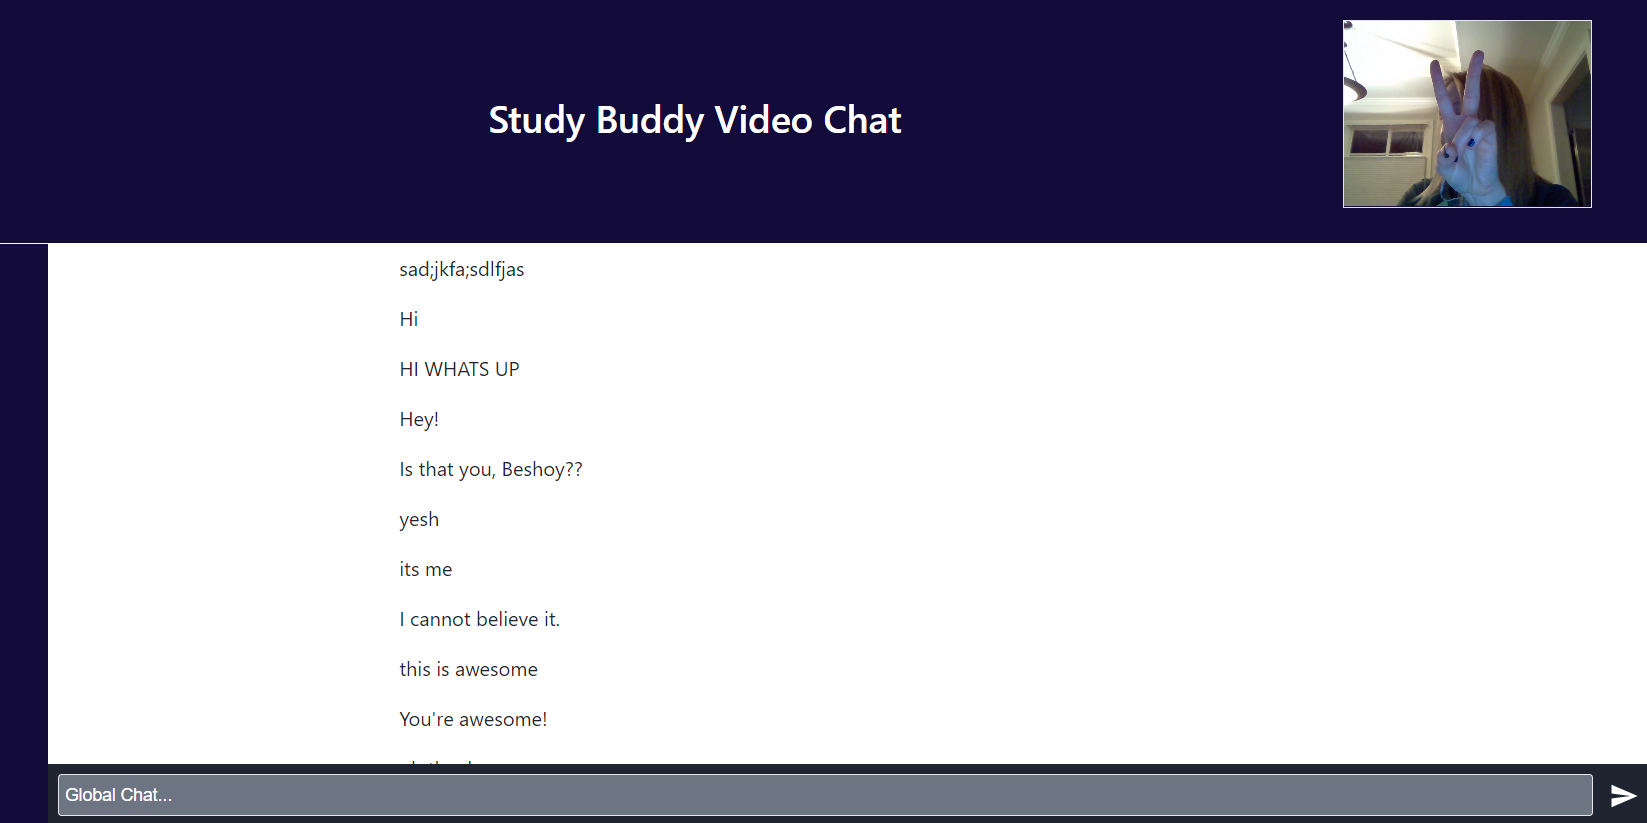 Study Buddy Video Chat
sad;jkfa;sdlfjas
Hi
HI WHATS UP
Hey!
Is that you, Beshoy??
yesh
its me
I cannot believe it.
this is awesome
You're awesome!
Global Chat...